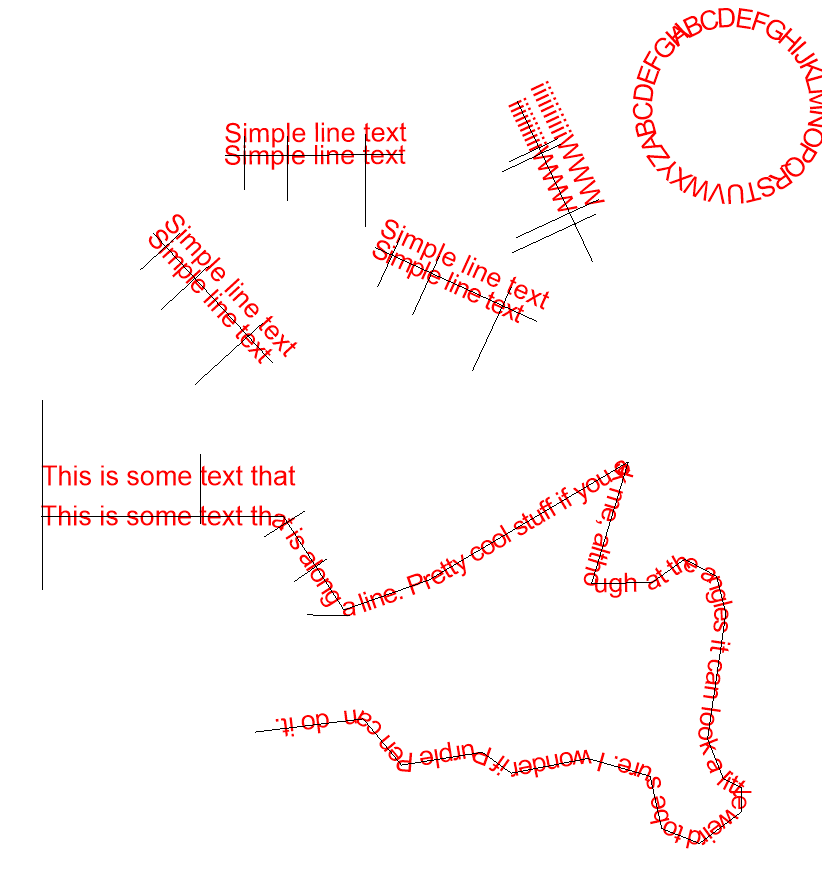 ABCDEFGHIJKLMNOPQRSTUVWXYZABCDEFGH
Simple line text
Simple line text
Simple line text
Simple line text
Simple line text
Simple line text
This is some text that
This is some text that is along a line. Pretty cool stuff if you me, although at the angles it can look a little weird to be sure. I wonder if Purple Pen can do it.